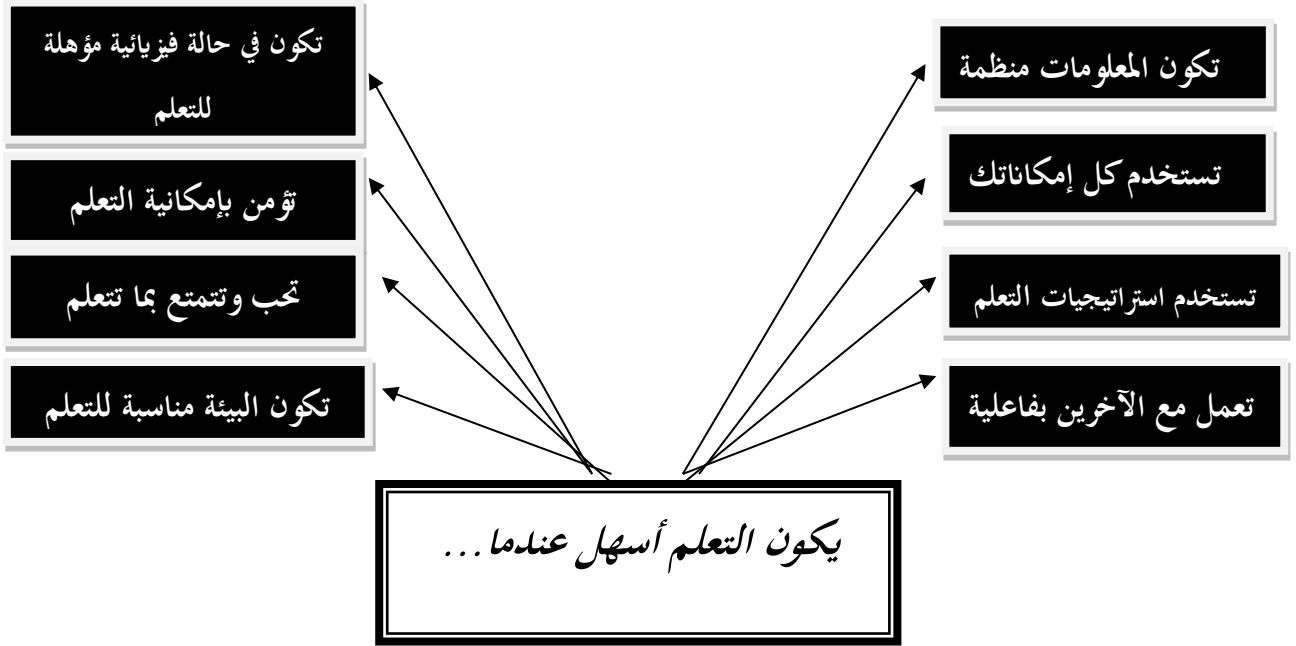 تكون المعلومات منظمة
تستخدم كل إمكاناتك
تستخدم استراتيجيات التعلم
تعمل مع الآخرين بفاعلية
تكون في حالة فيزيائية مؤهلة
للتعلم
تؤمن بإمكانية التعلم
تحب وتتمتع بما تتعلم
تكون البيئة مناسبة للتعلم
يكون التعلم أسهل عندما...